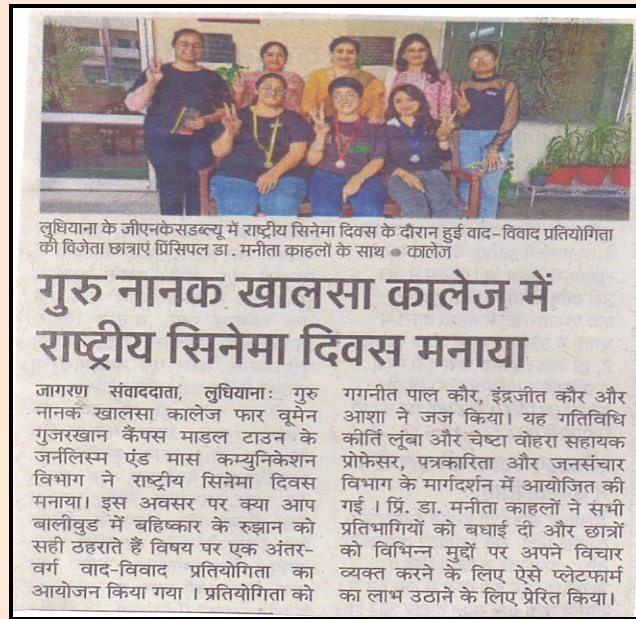 लुधियाना के जीएनकेसडब्ल्यू में राष्ट्रीय सिनेमा दिवस के दौरान हुई वाद-विवाद प्रतियोगिता
की विजेता छात्राएं प्रिंसिपल डा. मनीता काहलों के साथ ● कालेज
गुरु नानक खालसा कालेज में
राष्ट्रीय सिनेमा दिवस मनाया
जागरण संवाददाता, लुधियाना: गुरु
नानक खालसा कालेज फार वूमेन
गुजरखान कैंपस माडल टाउन के
जर्नलिस्म एंड मास कम्युनिकेशन
विभाग ने राष्ट्रीय सिनेमा दिवस
मनाया। इस अवसर पर क्या आप
बालीवुड में बहिष्कार के रुझान को
सही ठहराते हैं विषय पर एक अंतर-
वर्ग वाद-विवाद प्रतियोगिता का
आयोजन किया गया । प्रतियोगिता को
गगनीत पाल कौर, इंद्रजीत कौर और
आशा ने जज किया। यह गतिविधि
कीर्ति लूंबा और चेष्टा वोहरा सहायक
प्रोफेसर, पत्रकारिता और जनसंचार
विभाग के मार्गदर्शन में आयोजित की
गई । प्रिं. डा. मनीता काहलों ने सभी
प्रतिभागियों को बधाई दी और छात्रों
को विभिन्न मुद्दों पर अपने विचार
व्यक्त करने के लिए ऐसे प्लेटफार्म
का लाभ उठाने के लिए प्रेरित किया।